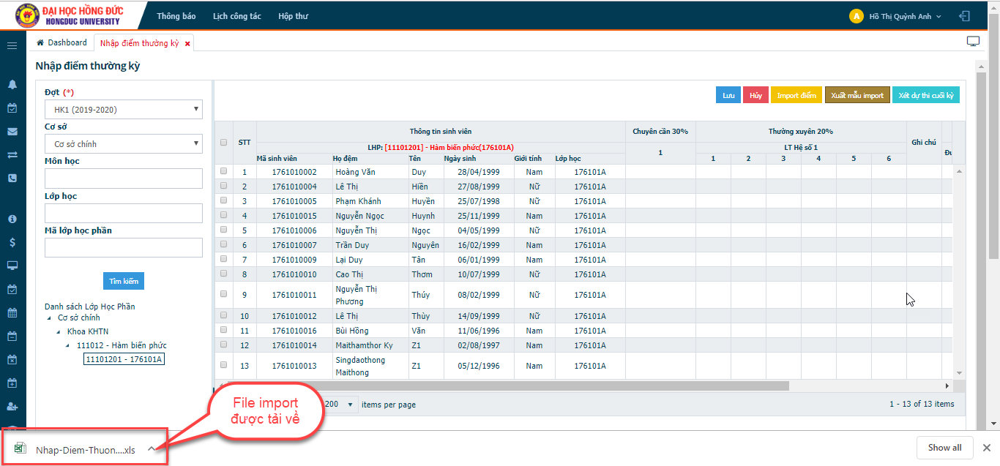 ĐẠI HỌC HỒNG ĐỨC
HONGDUC UNIVERSITY
Thông báo Lịch công tác Hộp thư
A Hồ Thị Quỳnh Anh
Dashboard Nhập điểm thường kỳ
Nhập điểm thường kỳ
Đợt (*)
HK1 (2019-2020)
Cơ sở
Cơ sở chính
Môn học
Lớp học
Mã lớp học phần
Tìm kiếm
Danh sách Lớp Học Phần
Cơ sở chính
Khoa KHTN
111012 - Hàm biến phức
11101201 - 176101A
Lưu Hủy Import điểm Xuất mẫu import Xét dự thi cuối kỳ
STT Thông tin sinh viên Chuyên cần 30% Thường xuyên 20% Ghi chú
LHP: [11101201] - Hàm biến phức(176101A) 1 LT Hệ số 1
Mã sinh viên Họ đệm Tên Ngày sinh Giới tính Lớp học 1 2 3 4 5 6
1 1761010002 Hoàng Văn Duy 28/04/1999 Nam 176101A
2 1761010004 Lê Thị Hiền 27/08/1999 Nữ 176101A
3 1761010005 Phạm Khánh Huyền 25/07/1998 Nữ 176101A
4 1761010015 Nguyễn Ngọc Huynh 25/11/1999 Nam 176101A
5 1761010006 Nguyễn Thị Ngọc 04/05/1999 Nữ 176101A
6 1761010007 Trần Duy Nguyên 16/02/1999 Nam 176101A
7 1761010009 Lại Duy Tân 06/01/1999 Nam 176101A
8 1761010010 Cao Thị Thơm 10/07/1999 Nữ 176101A
9 1761010011 Nguyễn Thị Phương Thúy 08/02/1999 Nữ 176101A
10 1761010012 Lê Thị Thùy 14/09/1999 Nữ 176101A
11 1761010016 Bùi Hồng Văn 11/06/1996 Nam 176101A
12 1761010014 Maithamthor Ky Z1 02/08/1997 Nam 176101A
13 1761010013 Singdaothong Maithong Z1 05/12/1996 Nam 176101A
200 items per page
1 - 13 of 13 items
File import
được tải về
Nhap-Diem-Thuon....xls
Show all